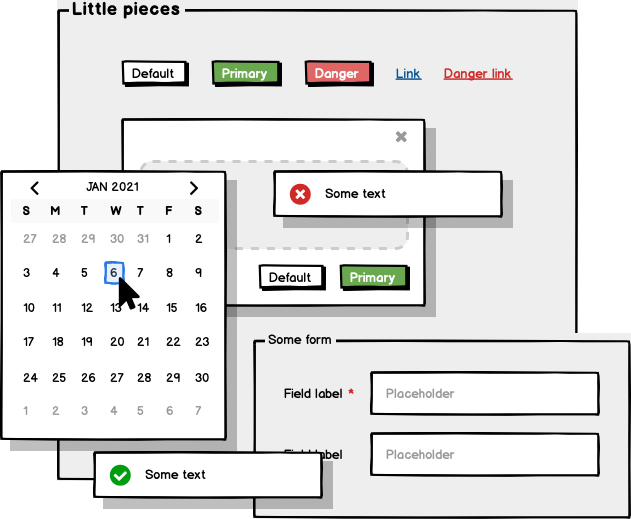 Little pieces
Default Primary Danger Link Danger link
JAN 2021
S M T W T F S
27 28 29 30 31 1 2
3 4 5 6 7 8 9
10 11 12 13 14 15 16
17 18 19 20 21 22 23
24 25 26 27 28 29 30
1 2 3 4 5 6 7
Some text
Default Primary
Some form
Field label * Placeholder
Field label Placeholder
Some text